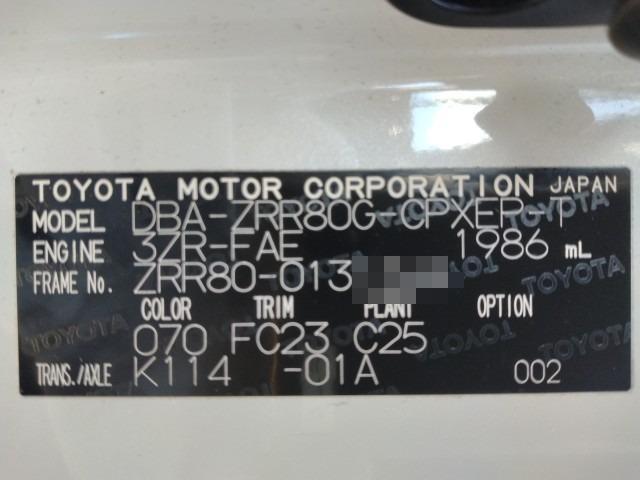 TOYOTA MOTOR CORPORATION JAPAN
MODEL DBA-ZRR80G-CPXEP-T
ENGINE 3ZR-FAE 1986 mL
FRAME No. ZRR80-013
COLOR TRIM PLANT OPTION
070 FC23 C25
TRANS./AXLE K114 -01A 002